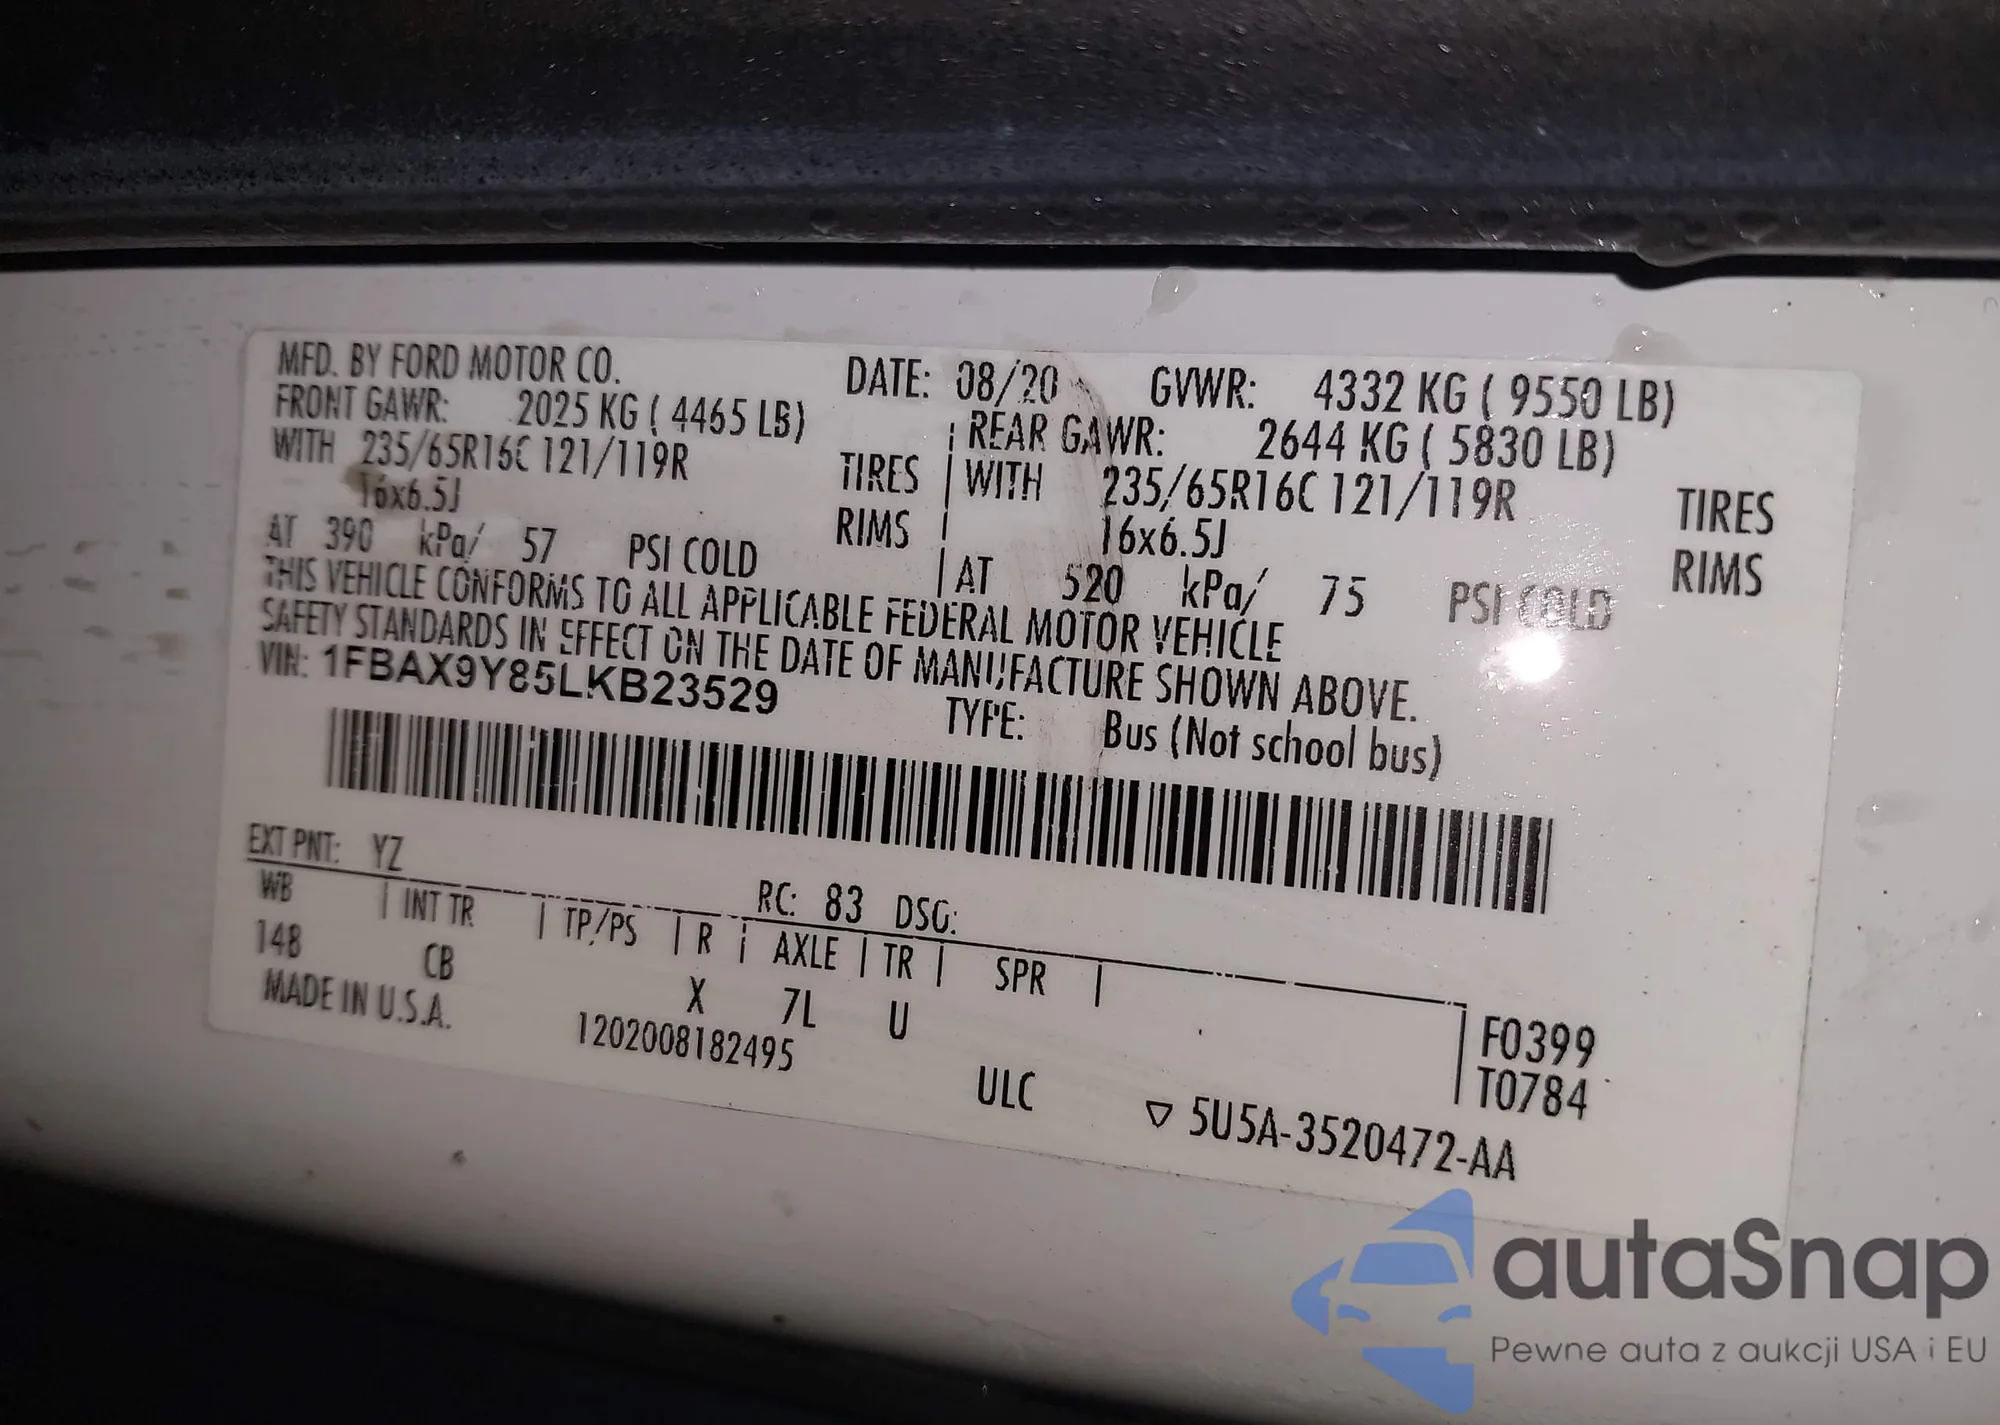 MFD. BY FORD MOTOR CO. DATE: 08/20 GVWR: 4332 KG ( 9550 LB)
FRONT GAWR: 2025 KG ( 4465 LB) REAR GAWR: 2644 KG ( 5830 LB)
WITH 235/65R16C 121/119R TIRES WITH 235/65R16C 121/119R TIRES
16x6.5J RIMS 16x6.5J RIMS
AT 390 kPa/ 57 PSI COLD AT 520 kPa/ 75 PSI COLD
THIS VEHICLE CONFORMS TO ALL APPLICABLE FEDERAL MOTOR VEHICLE
SAFETY STANDARDS IN EFFECT ON THE DATE OF MANUFACTURE SHOWN ABOVE.
VIN: 1FBAX9Y85LKB23529
TYPE: Bus (Not school bus)
EXT PNT: YZ RC: 83 DSG:
WB | INT TR | TP/PS | R | AXLE | TR | SPR |
148 CB X 7L U
F0399
T0784
MADE IN U.S.A. 1202008182495 ULC
▽ 5U5A-3520472-AA
autaSnap
Pewne auta z aukcji USA i EU